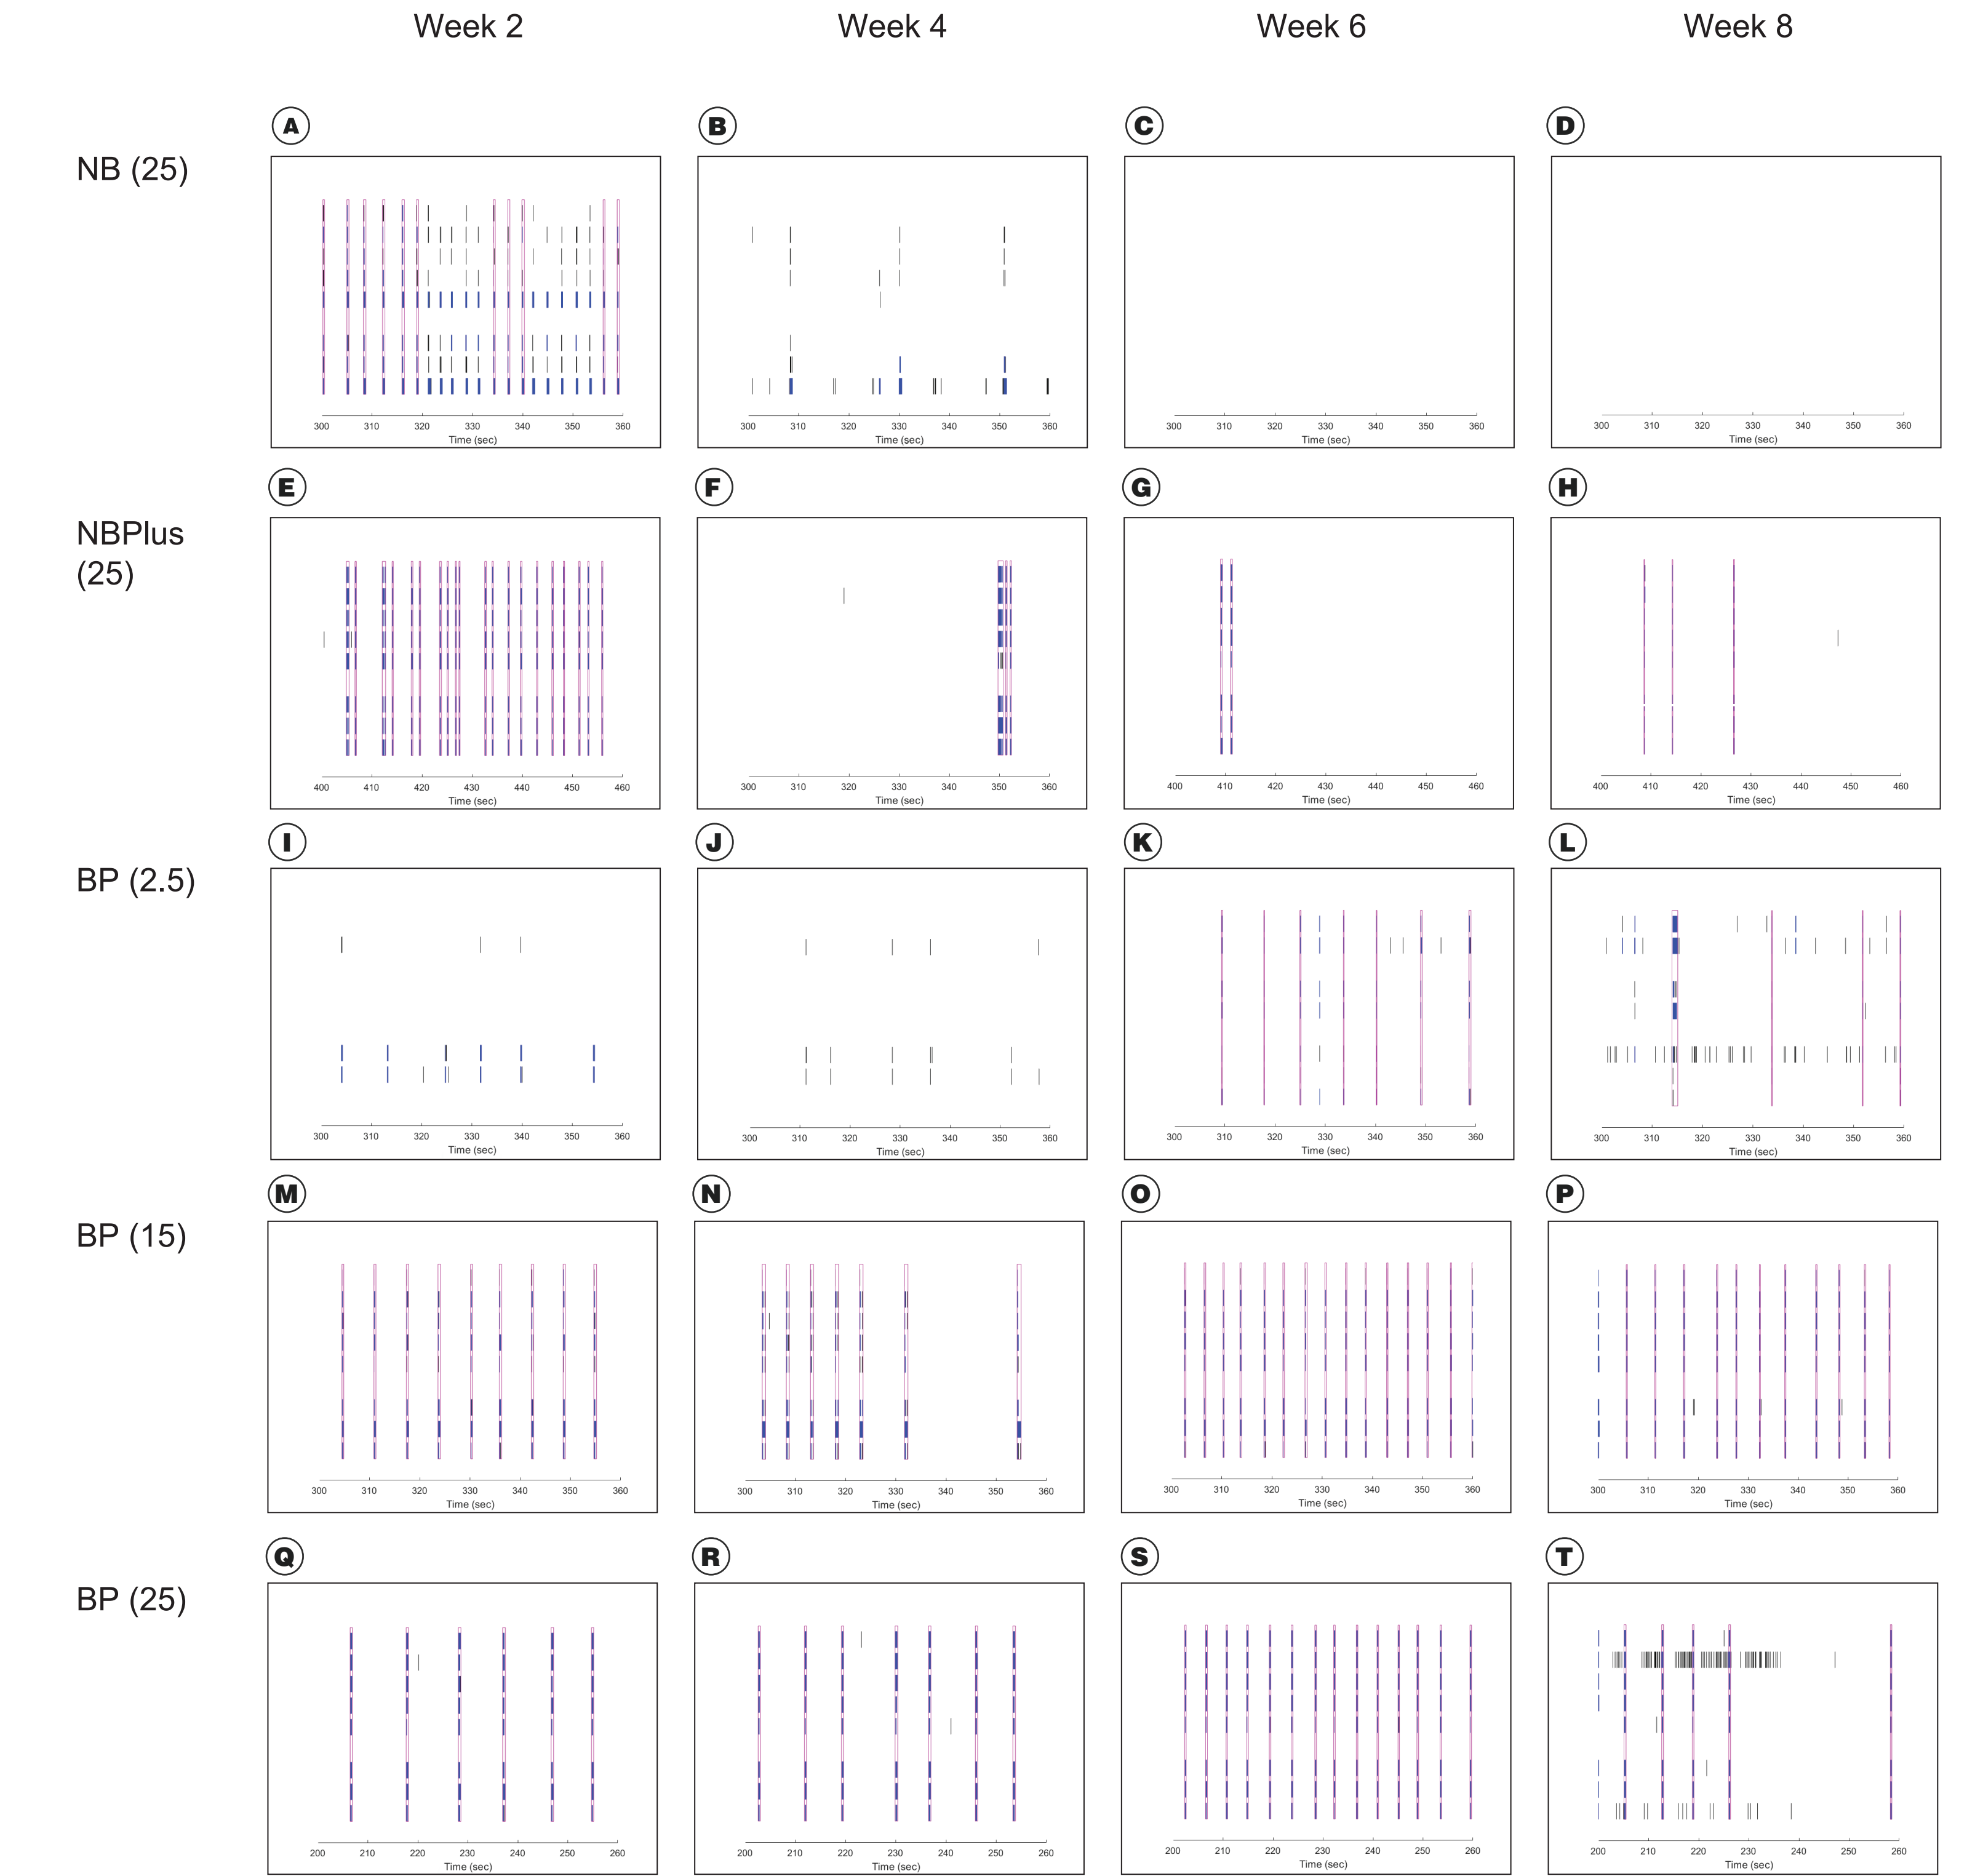 Week 2 Week 4 Week 6 Week 8
A B C D
NB (25)
300 310 320 330 340 350 360 300 310 320 330 340 350 360 300 310 320 330 340 350 360 300 310 320 330 340 350 360
Time (sec) Time (sec) Time (sec) Time (sec)
E F G H
NBPlus
(25)
400 410 420 430 440 450 460 300 310 320 330 340 350 360 400 410 420 430 440 450 460 400 410 420 430 440 450 460
Time (sec) Time (sec) Time (sec) Time (sec)
I J K L
BP (2.5)
300 310 320 330 340 350 360 300 310 320 330 340 350 360 300 310 320 330 340 350 360 300 310 320 330 340 350 360
Time (sec) Time (sec) Time (sec) Time (sec)
M N O P
BP (15)
300 310 320 330 340 350 360 300 310 320 330 340 350 360 300 310 320 330 340 350 360 300 310 320 330 340 350 360
Time (sec) Time (sec) Time (sec) Time (sec)
Q R S T
BP (25)
200 210 220 230 240 250 260 200 210 220 230 240 250 260 200 210 220 230 240 250 260 200 210 220 230 240 250 260
Time (sec) Time (sec) Time (sec) Time (sec)